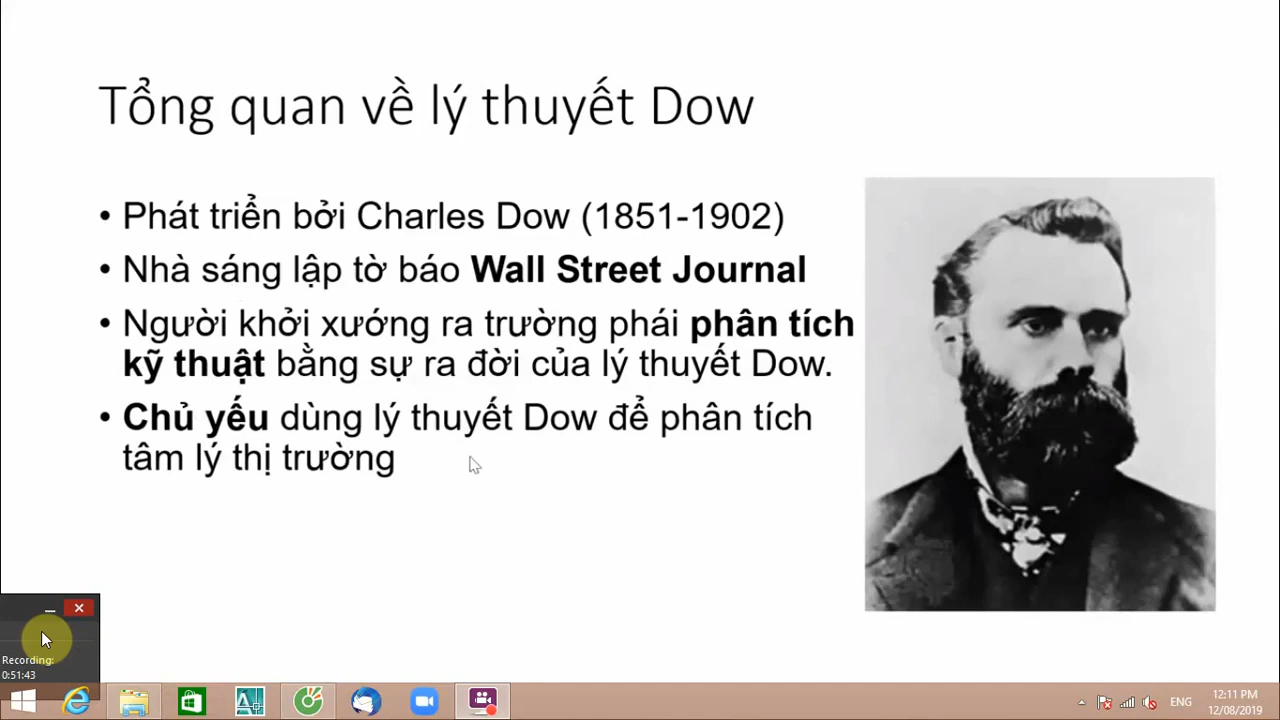 Tổng quan về lý thuyết Dow
• Phát triển bởi Charles Dow (1851-1902)
• Nhà sáng lập tờ báo Wall Street Journal
• Người khởi xướng ra trường phái phân tích
kỹ thuật bằng sự ra đời của lý thuyết Dow.
• Chủ yếu dùng lý thuyết Dow để phân tích
tâm lý thị trường
Recording:
0:51:43
ENG
12:11 PM
12/08/2019